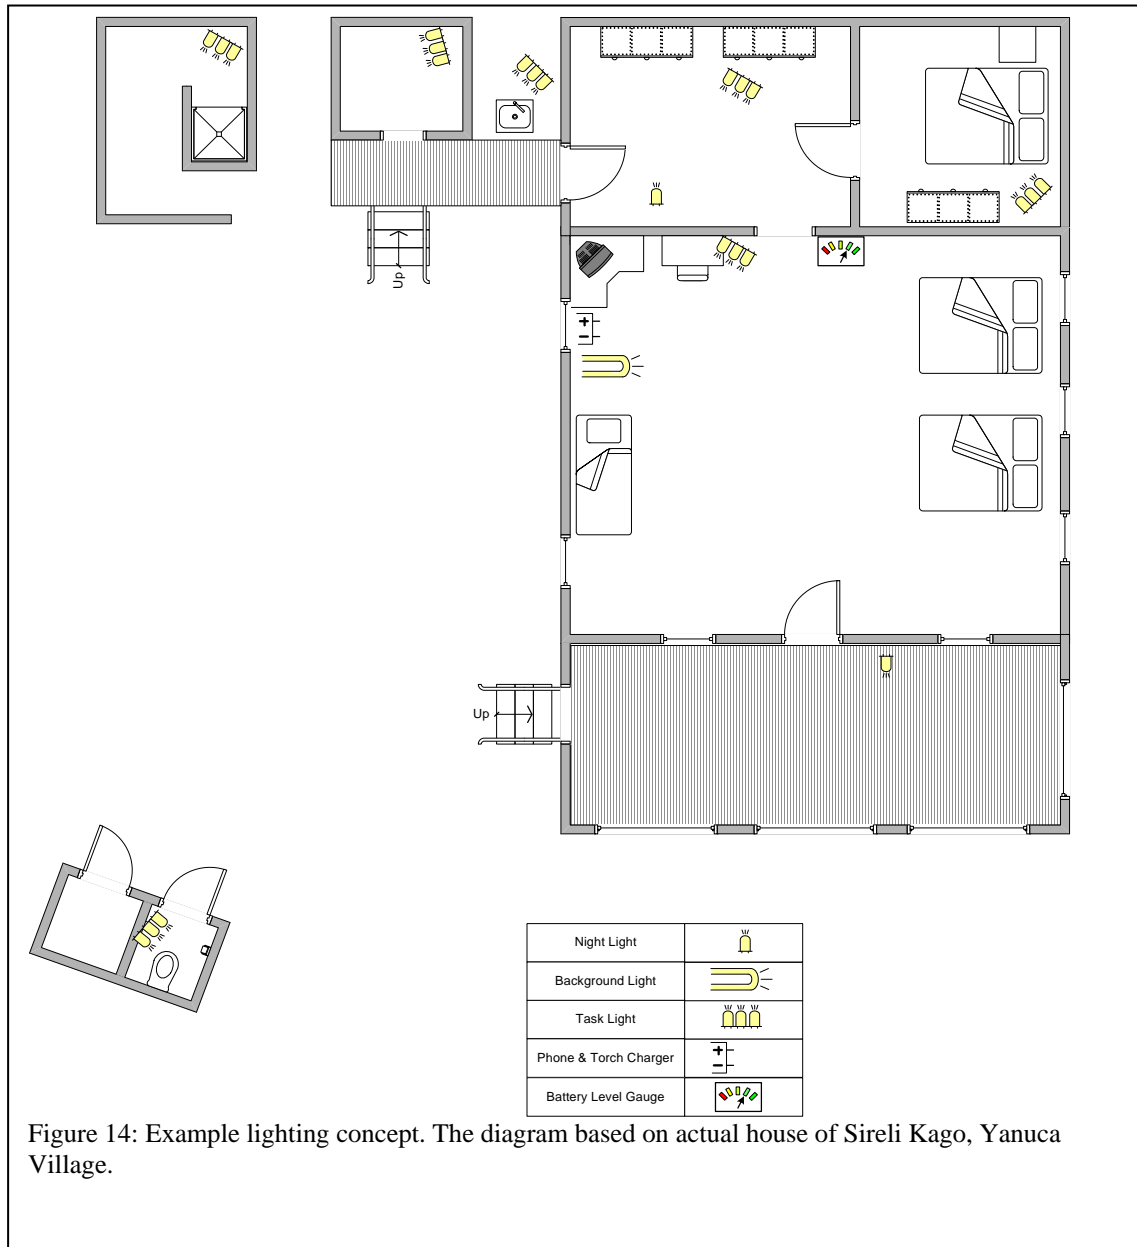 Up
Up
Night Light
Background Light
Task Light
Phone & Torch Charger
Battery Level Gauge
Figure 14: Example lighting concept. The diagram based on actual house of Sireli Kago, Yanuca
Village.